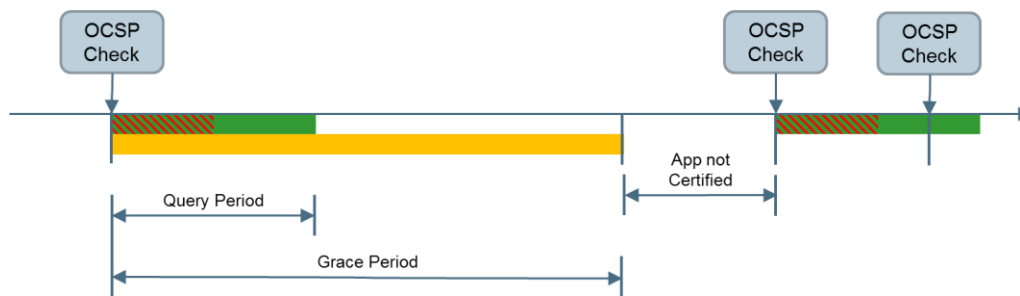 OCSP
Check
OCSP
Check
OCSP
Check
App not
Certified
Query Period
Grace Period